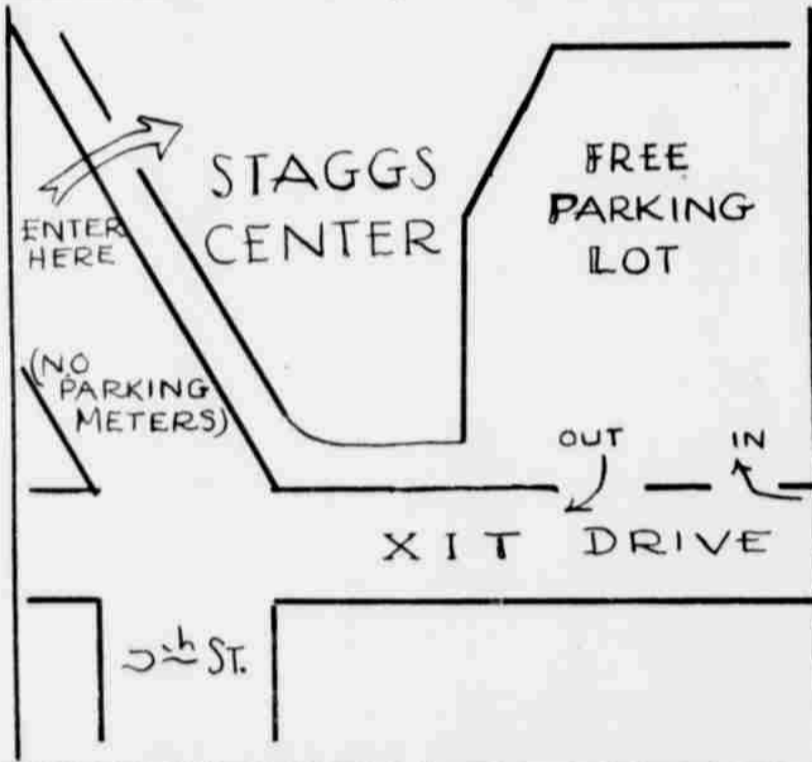 STAGGS
CENTER
FREE
PARKING
LOT
ENTER
HERE
(NO
PARKING
METERS)
OUT
IN
XIT DRIVE
ST.